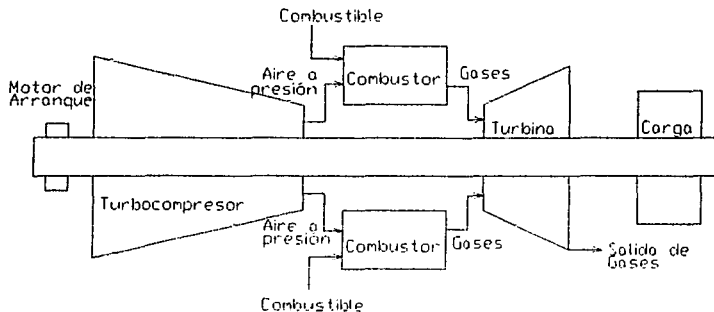 Combustible
Motor de
Arranque
Aire a
presión
Combustor
Gases
Turbina
Carga
Turbocompresor
Aire a
presión
Combustor
Gases
Salida de
Gases
Combustible